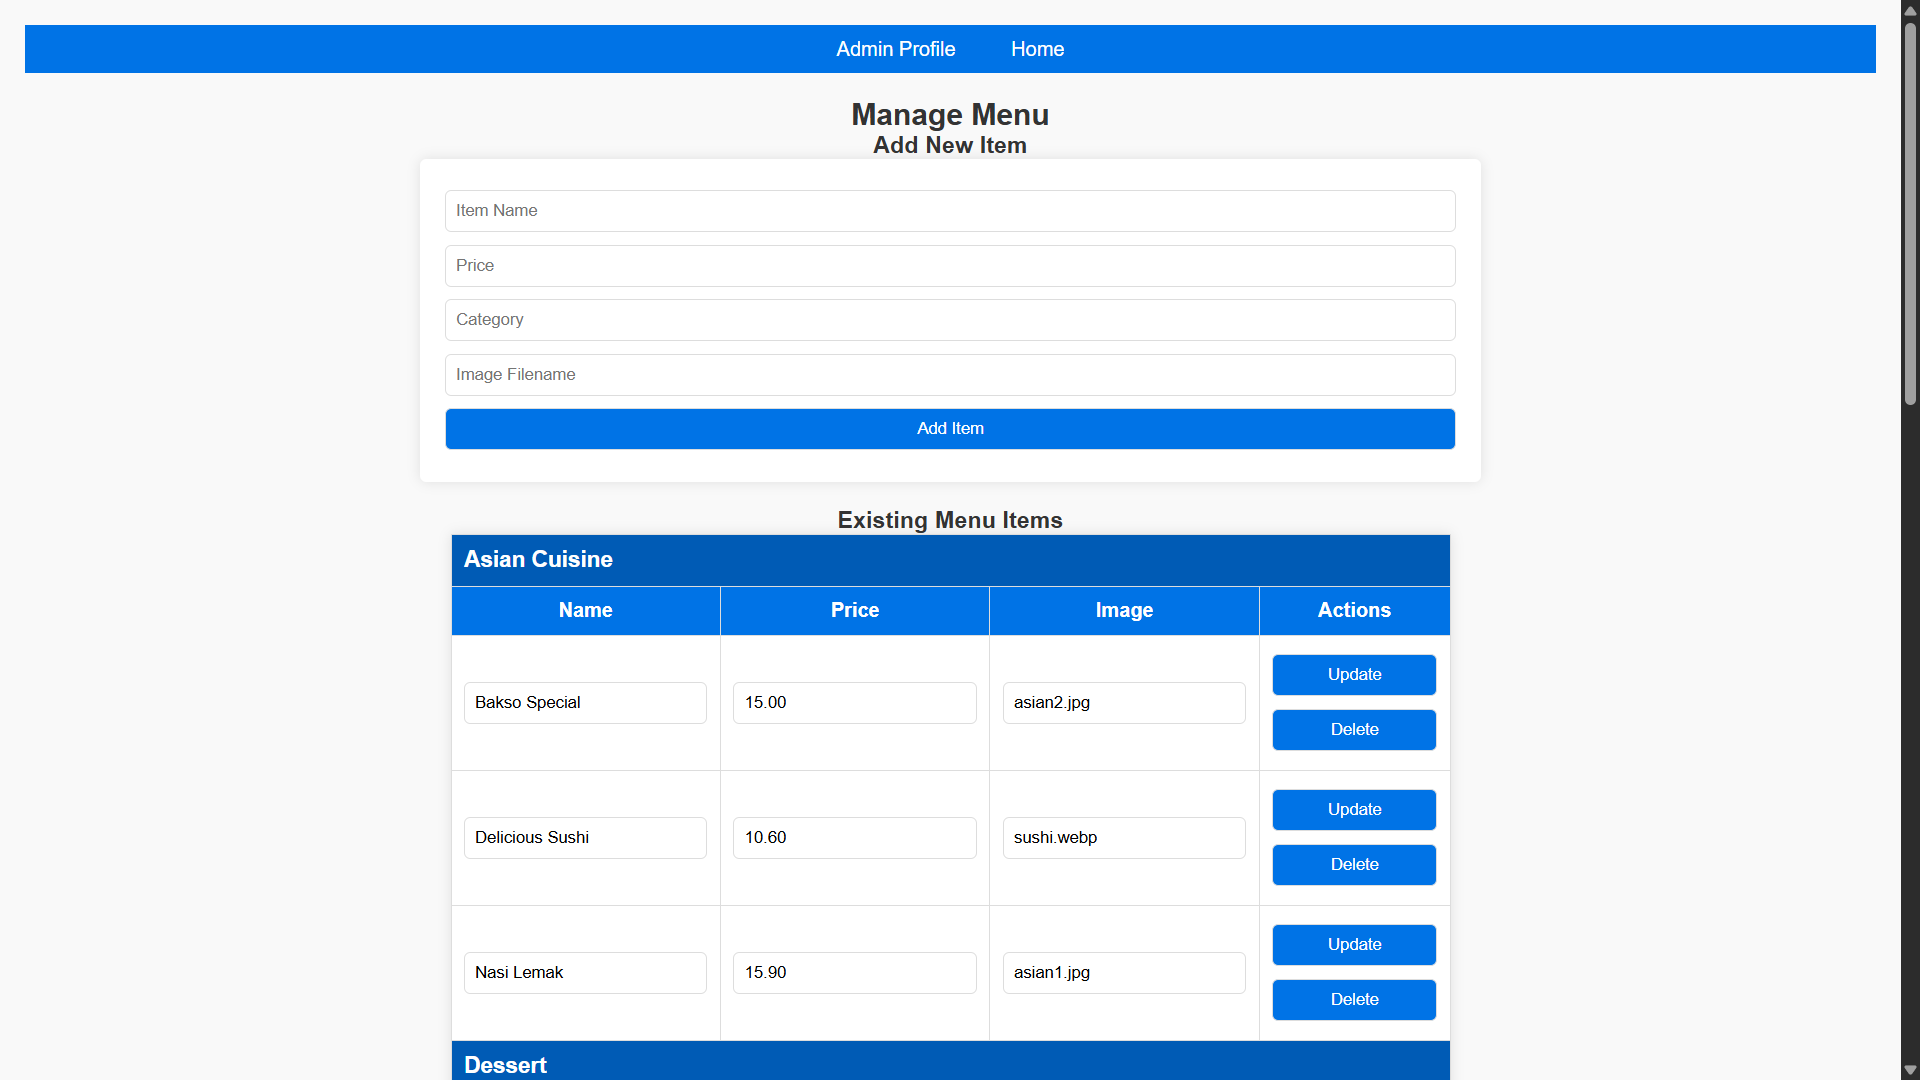 Admin Profile Home
Manage Menu
Add New Item
Item Name
Price
Category
Image Filename
Add Item
Existing Menu Items
Asian Cuisine
Name Price Image Actions
Bakso Special 15.00 asian2.jpg Update
Delete
Delicious Sushi 10.60 sushi.webp Update
Delete
Nasi Lemak 15.90 asian1.jpg Update
Delete
Dessert